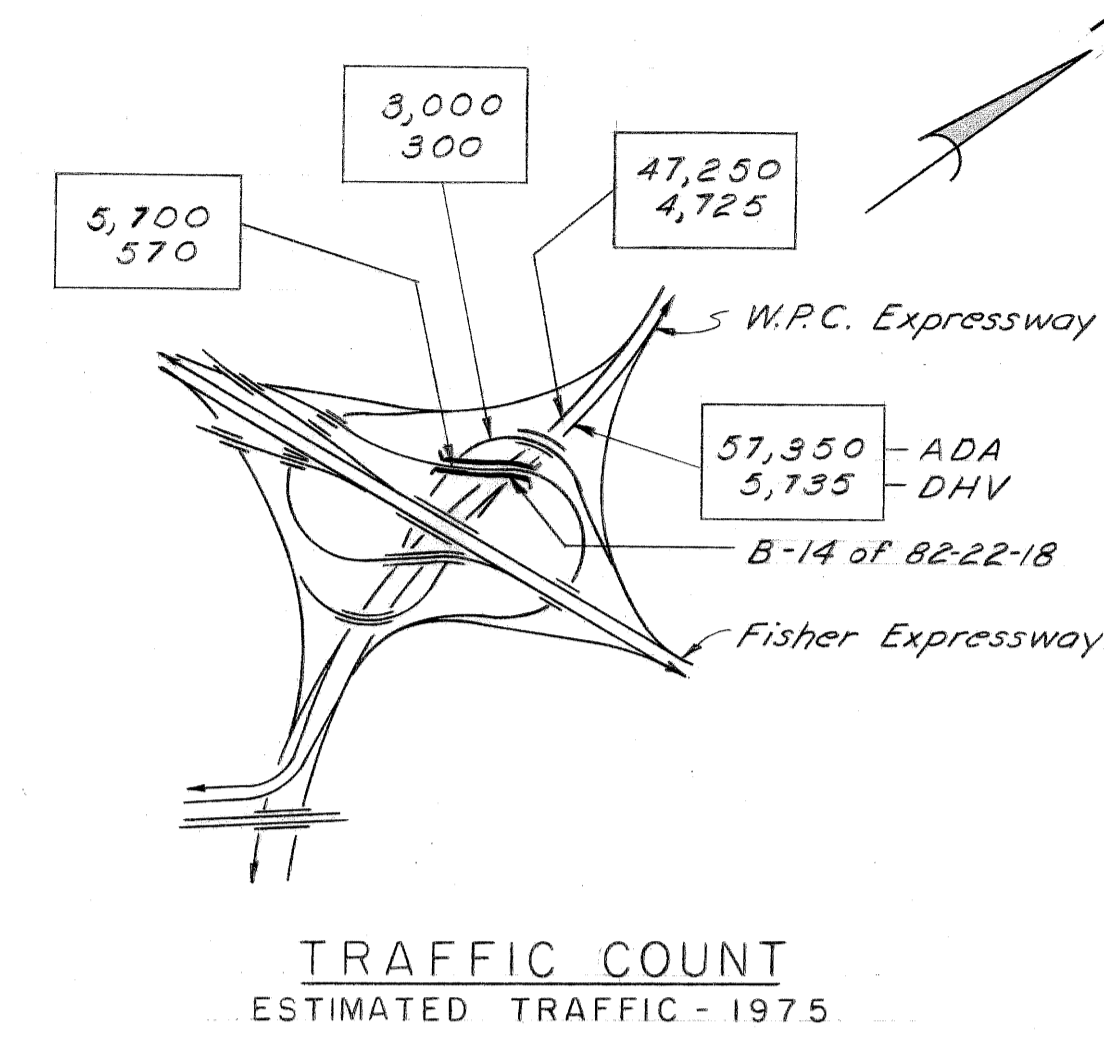 3,000
300
47,250
4,725
5,700
570
W.P.C. Expressway
57,350 - ADA
5,735 - DHV
B-14 of 82-22-18
Fisher Expressway
TRAFFIC COUNT
ESTIMATED TRAFFIC - 1975